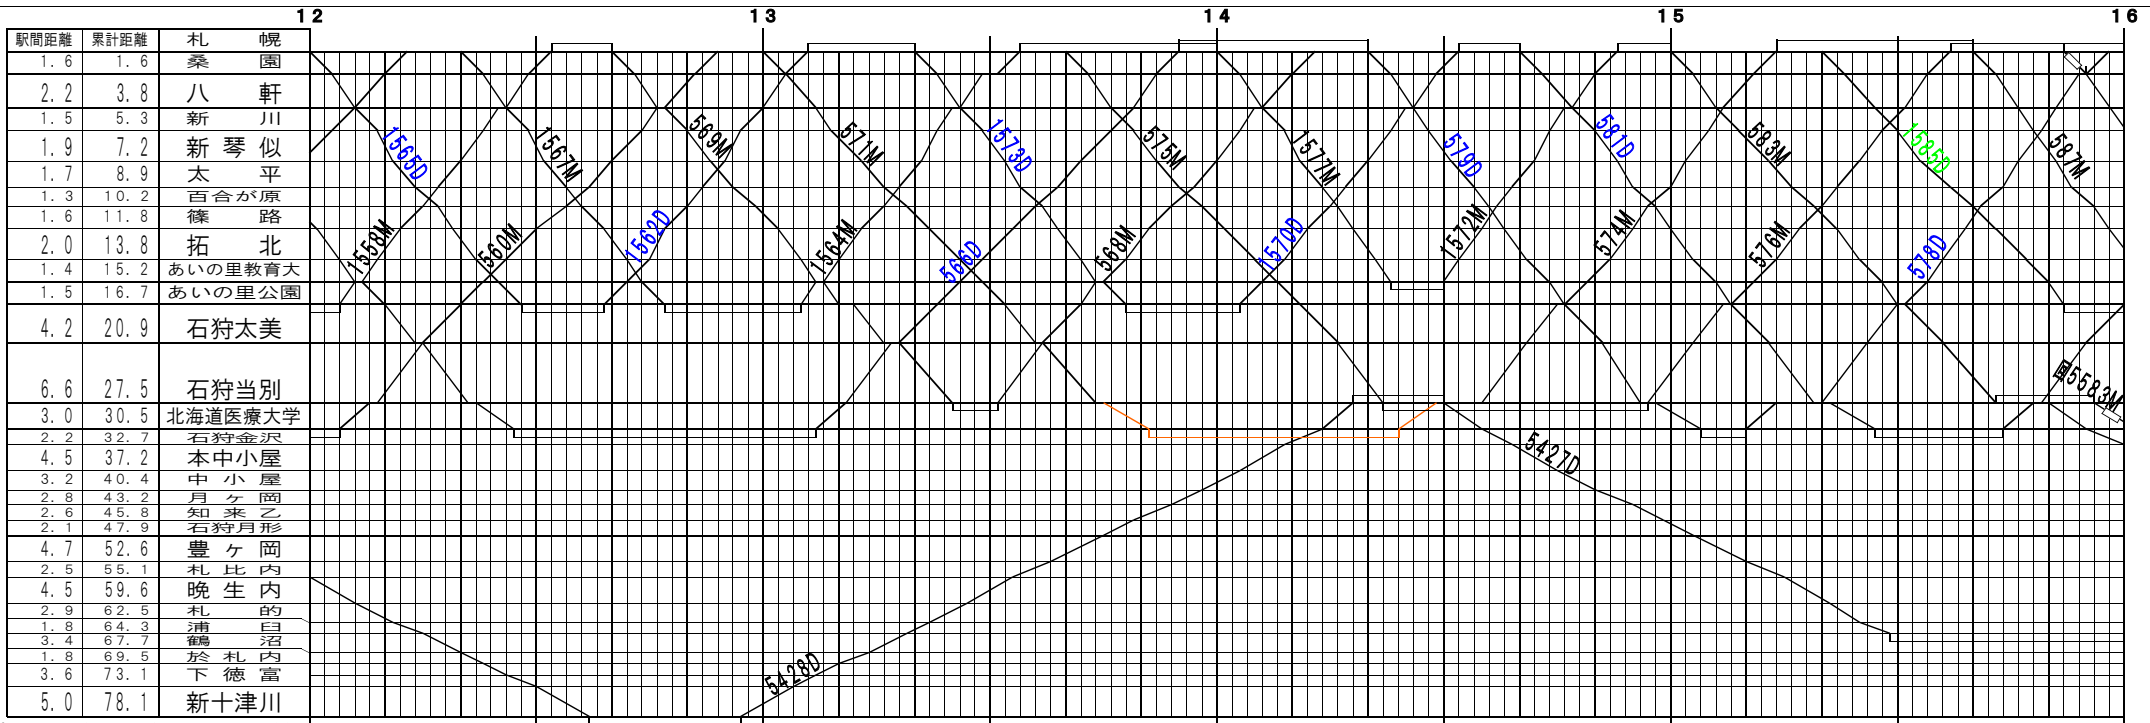 12 13 14 15 16
駅間距離 累計距離 札幌
1.6 1.6 桑園
2.2 3.8 八軒
1.5 5.3 新川
1.9 7.2 新琴似
1.7 8.9 太平
1.3 10.2 百合が原
1.6 11.8 篠路
2.0 13.8 拓北
1.4 15.2 あいの里教育大
1.5 16.7 あいの里公園
4.2 20.9 石狩太美
6.6 27.5 石狩当別
3.0 30.5 北海道医療大学
2.2 32.7 石狩金沢
4.5 37.2 本中小屋
3.2 40.4 中小屋
2.8 43.2 月ヶ岡
2.6 45.8 知来乙
2.1 47.9 石狩月形
4.7 52.6 豊ヶ岡
2.5 55.1 札比内
4.5 59.6 晩生内
2.9 62.5 札的
1.8 64.3 浦臼
3.4 67.7 鶴沼
1.8 69.5 於札内
3.6 73.1 下徳富
5.0 78.1 新十津川
1565D
1567M
569M
571M
1573D
575M
1577M
579D
581D
583M
1585D
587M
1558M
560M
1562D
1564M
566D
568M
1570D
1572M
574M
576M
578D
回5583M
5427D
5428D